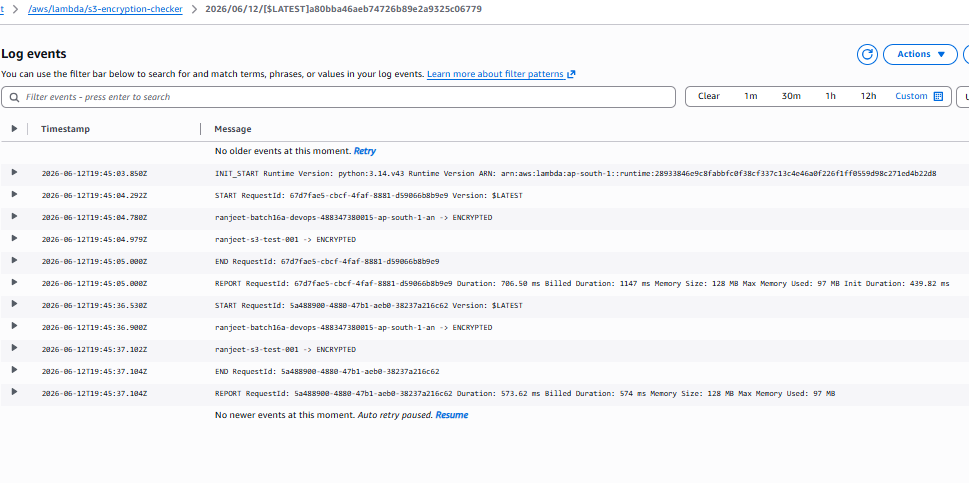 t > /aws/lambda/s3-encryption-checker > 2026/06/12/[$LATEST]a80bba46aeb74726b89e2a9325c06779
Log events
Actions
You can use the filter bar below to search for and match terms, phrases, or values in your log events. Learn more about filter patterns
Filter events - press enter to search
Clear 1m 30m 1h 12h Custom
Timestamp Message
No older events at this moment. Retry
2026-06-12T19:45:03.850Z INIT_START Runtime Version: python:3.14.v43 Runtime Version ARN: arn:aws:lambda:ap-south-1::runtime:28933846e9c8fabbfc0f38cf337c13c4e46a0f226f1ff0559d98c271ed4b22d8
2026-06-12T19:45:04.292Z START RequestId: 67d7fae5-cbcf-4faf-8881-d59066b8b9e9 Version: $LATEST
2026-06-12T19:45:04.780Z ranjeet-batch16a-devops-488347380015-ap-south-1-an -> ENCRYPTED
2026-06-12T19:45:04.979Z ranjeet-s3-test-001 -> ENCRYPTED
2026-06-12T19:45:05.000Z END RequestId: 67d7fae5-cbcf-4faf-8881-d59066b8b9e9
2026-06-12T19:45:05.000Z REPORT RequestId: 67d7fae5-cbcf-4faf-8881-d59066b8b9e9 Duration: 706.50 ms Billed Duration: 1147 ms Memory Size: 128 MB Max Memory Used: 97 MB Init Duration: 439.82 ms
2026-06-12T19:45:36.530Z START RequestId: 5a488900-4880-47b1-aeb0-38237a216c62 Version: $LATEST
2026-06-12T19:45:36.900Z ranjeet-batch16a-devops-488347380015-ap-south-1-an -> ENCRYPTED
2026-06-12T19:45:37.102Z ranjeet-s3-test-001 -> ENCRYPTED
2026-06-12T19:45:37.104Z END RequestId: 5a488900-4880-47b1-aeb0-38237a216c62
2026-06-12T19:45:37.104Z REPORT RequestId: 5a488900-4880-47b1-aeb0-38237a216c62 Duration: 573.62 ms Billed Duration: 574 ms Memory Size: 128 MB Max Memory Used: 97 MB
No newer events at this moment. Auto retry paused. Resume